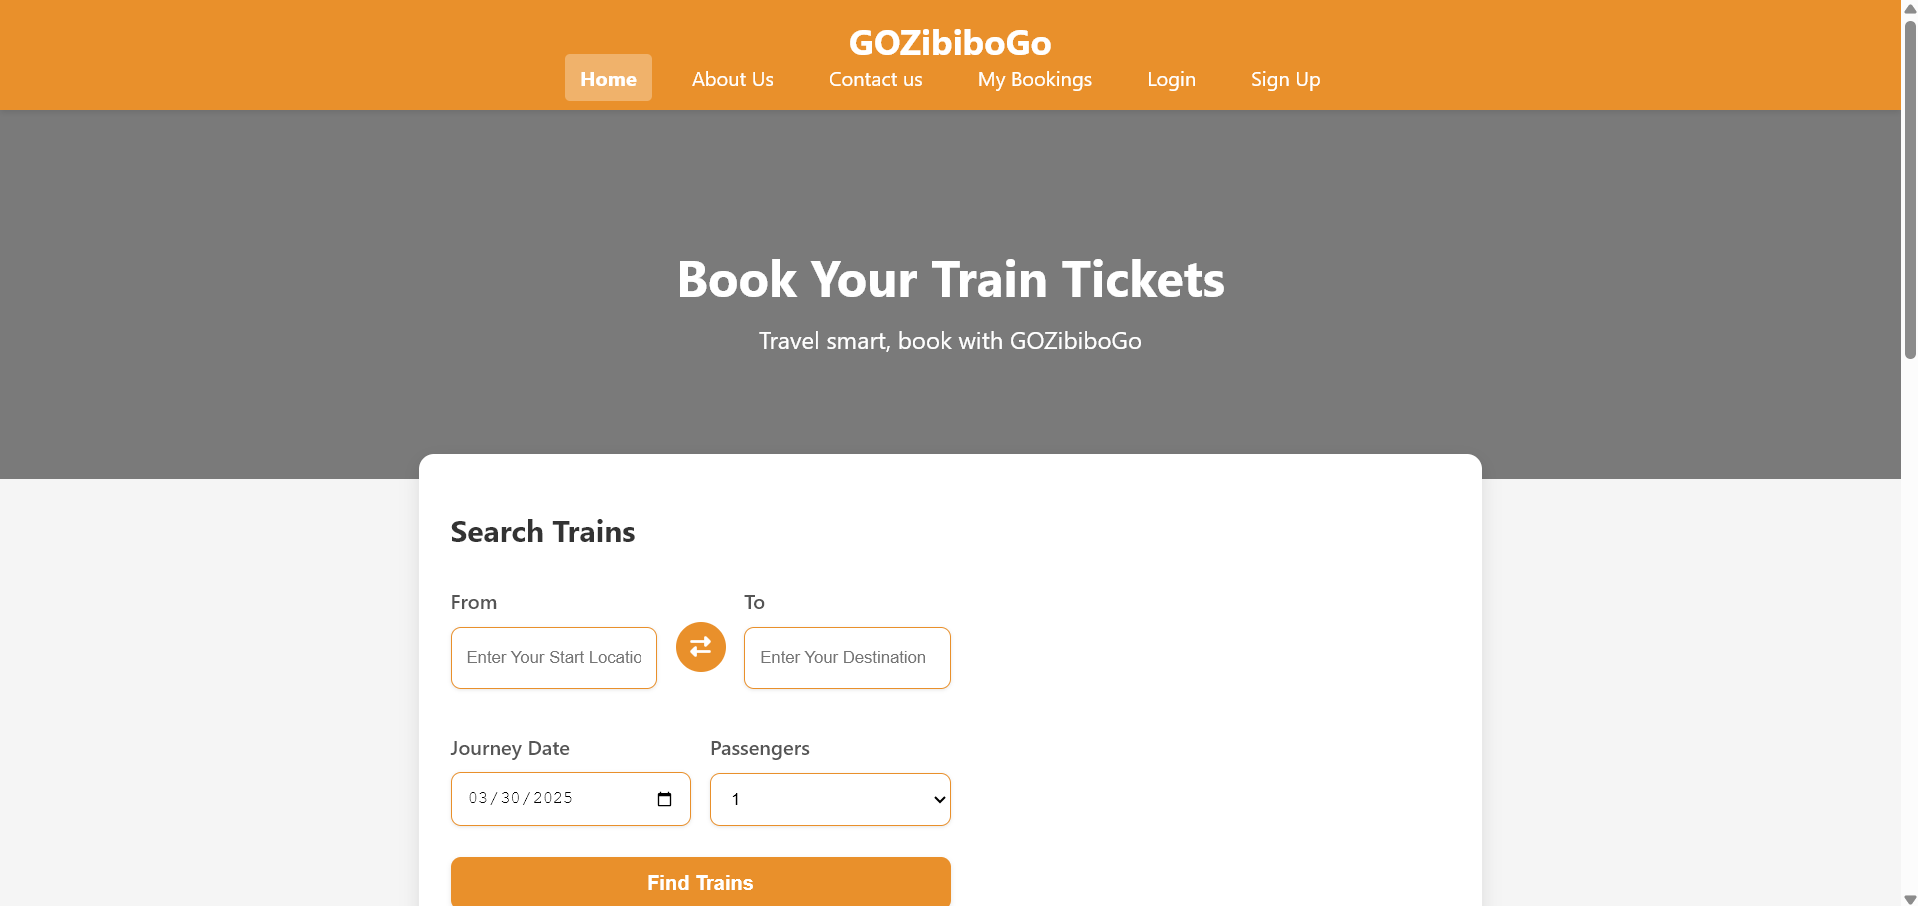 GOZibiboGo
Home About Us Contact us My Bookings Login Sign Up
Book Your Train Tickets
Travel smart, book with GOZibiboGo
Search Trains
From To
Enter Your Start Locatio Enter Your Destination
Journey Date Passengers
03/30/2025 1
Find Trains